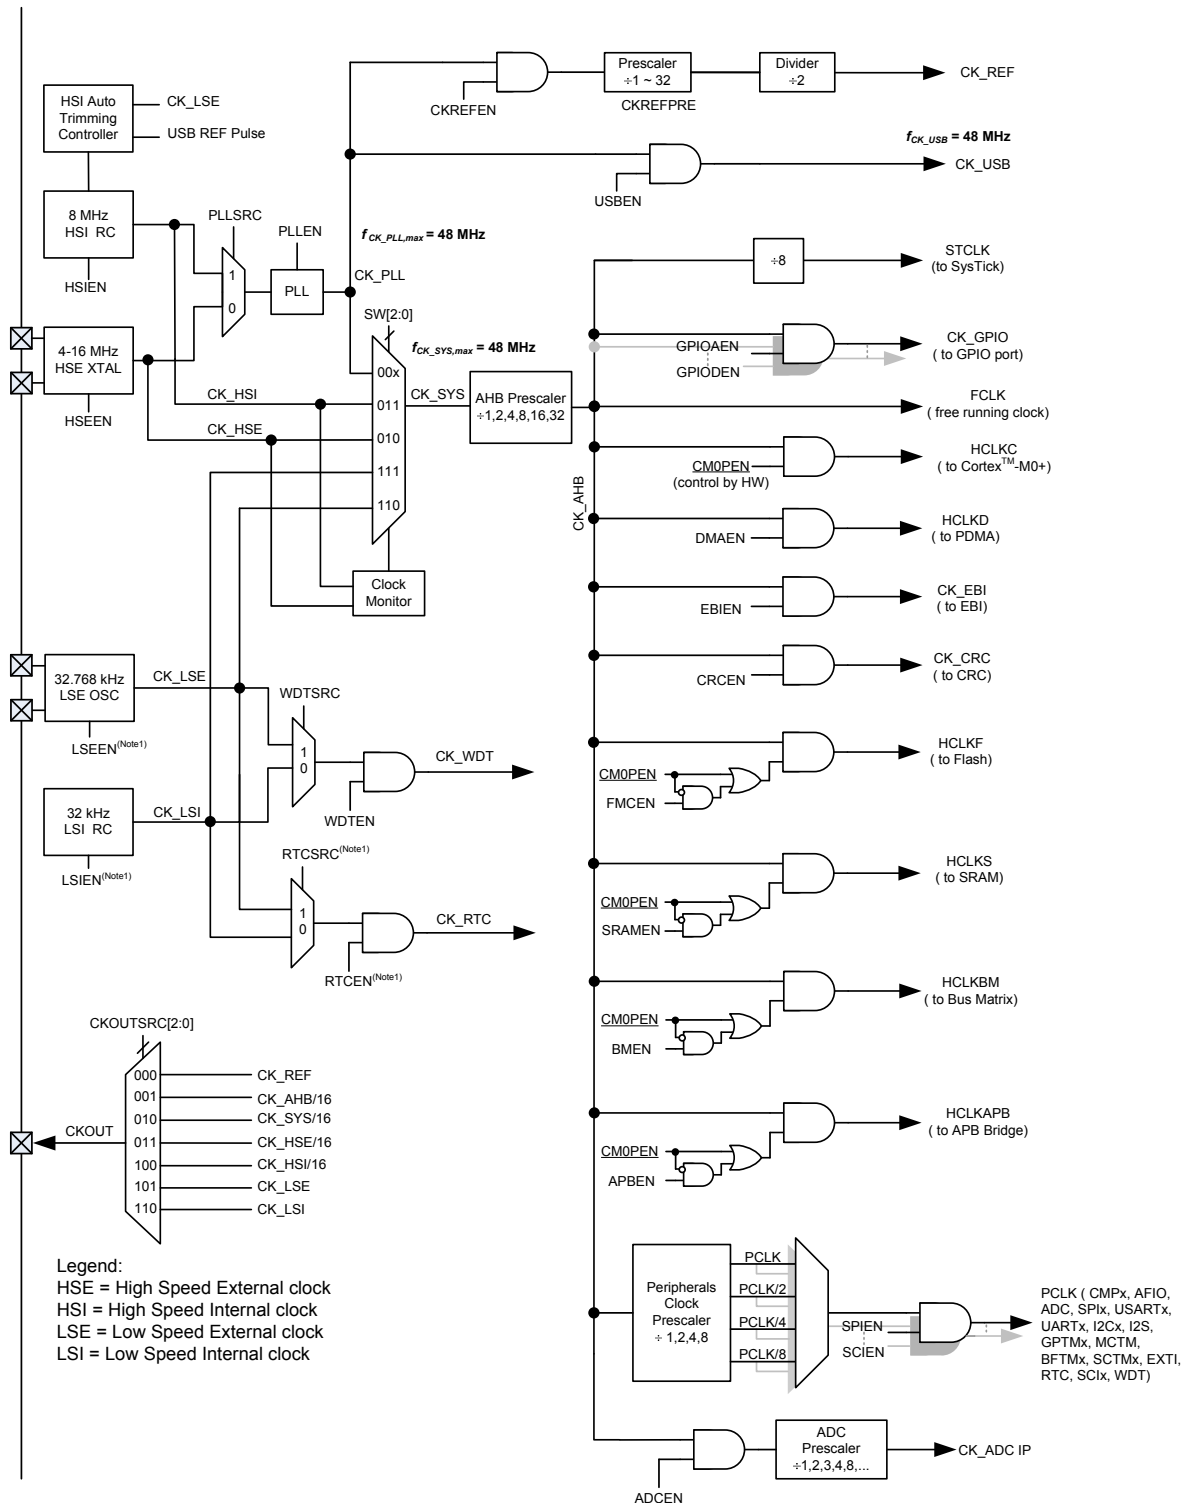 Prescaler
÷1 ~ 32
CKREFPRE
Divider
÷2
CK_REF
CKREFEN
HSI Auto
Trimming
Controller
CK_LSE
USB REF Pulse
fCK_USB = 48 MHz
CK_USB
USBEN
8 MHz
HSI RC
HSIEN
PLLSRC
1
0
PLLEN
PLL
fCK_PLL,max = 48 MHz
CK_PLL
÷8
STCLK
(to SysTick)
4-16 MHz
HSE XTAL
HSEEN
SW[2:0]
fCK_SYS,max = 48 MHz
00x
011
010
111
110
CK_HSI
CK_HSE
CK_SYS
AHB Prescaler
÷1,2,4,8,16,32
CK_AHB
GPIOAEN
GPIODEN
CK_GPIO
( to GPIO port)
FCLK
( free running clock)
CM0PEN
(control by HW)
HCLKC
( to Cortex™-M0+)
DMAEN
HCLKD
( to PDMA)
Clock
Monitor
EBIEN
CK_EBI
( to EBI)
CRCEN
CK_CRC
( to CRC)
32.768 kHz
LSE OSC
LSEEN(Note1)
CK_LSE
WDTSRC
1
0
CK_WDT
WDTEN
CM0PEN
FMCEN
HCLKF
( to Flash)
32 kHz
LSI RC
LSIEN(Note1)
CK_LSI
RTCSRC(Note1)
1
0
CK_RTC
RTCEN(Note1)
CM0PEN
SRAMEN
HCLKS
( to SRAM)
CM0PEN
BMEN
HCLKBM
( to Bus Matrix)
CKOUTSRC[2:0]
000
CK_REF
001
CK_AHB/16
010
CK_SYS/16
CKOUT
011
CK_HSE/16
100
CK_HSI/16
101
CK_LSE
110
CK_LSI
CM0PEN
APBEN
HCLKAPB
( to APB Bridge)
Legend:
HSE = High Speed External clock
HSI = High Speed Internal clock
LSE = Low Speed External clock
LSI = Low Speed Internal clock
Peripherals
Clock
Prescaler
÷ 1,2,4,8
PCLK
PCLK/2
PCLK/4
PCLK/8
SPIEN
SCIEN
PCLK ( CMPx, AFIO,
ADC, SPIx, USARTx,
UARTx, I2Cx, I2S,
GPTMx, MCTM,
BFTMx, SCTMx, EXTI,
RTC, SCIx, WDT)
ADCEN
ADC
Prescaler
÷1,2,3,4,8,...
CK_ADC IP